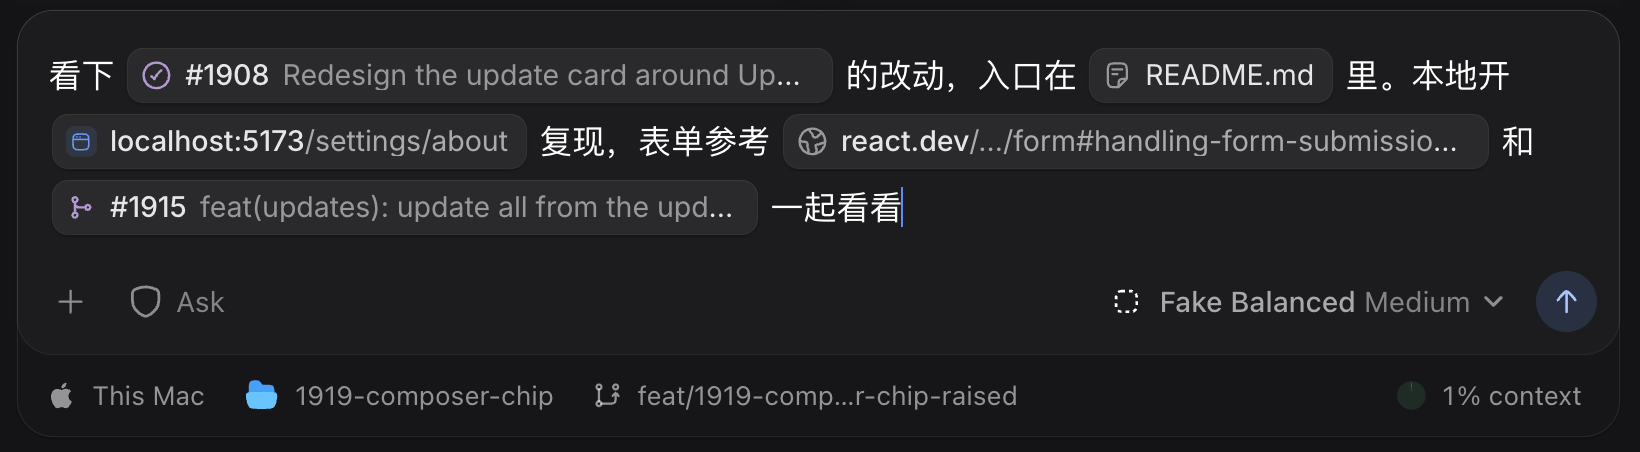 看下 #1908 Redesign the update card around Up... 的改动，入口在 README.md 里。本地开
localhost:5173/settings/about 复现，表单参考 react.dev/.../form#handling-form-submissio... 和
#1915 feat(updates): update all from the upd... 一起看看
Ask Fake Balanced Medium
This Mac 1919-composer-chip feat/1919-comp...r-chip-raised 1% context